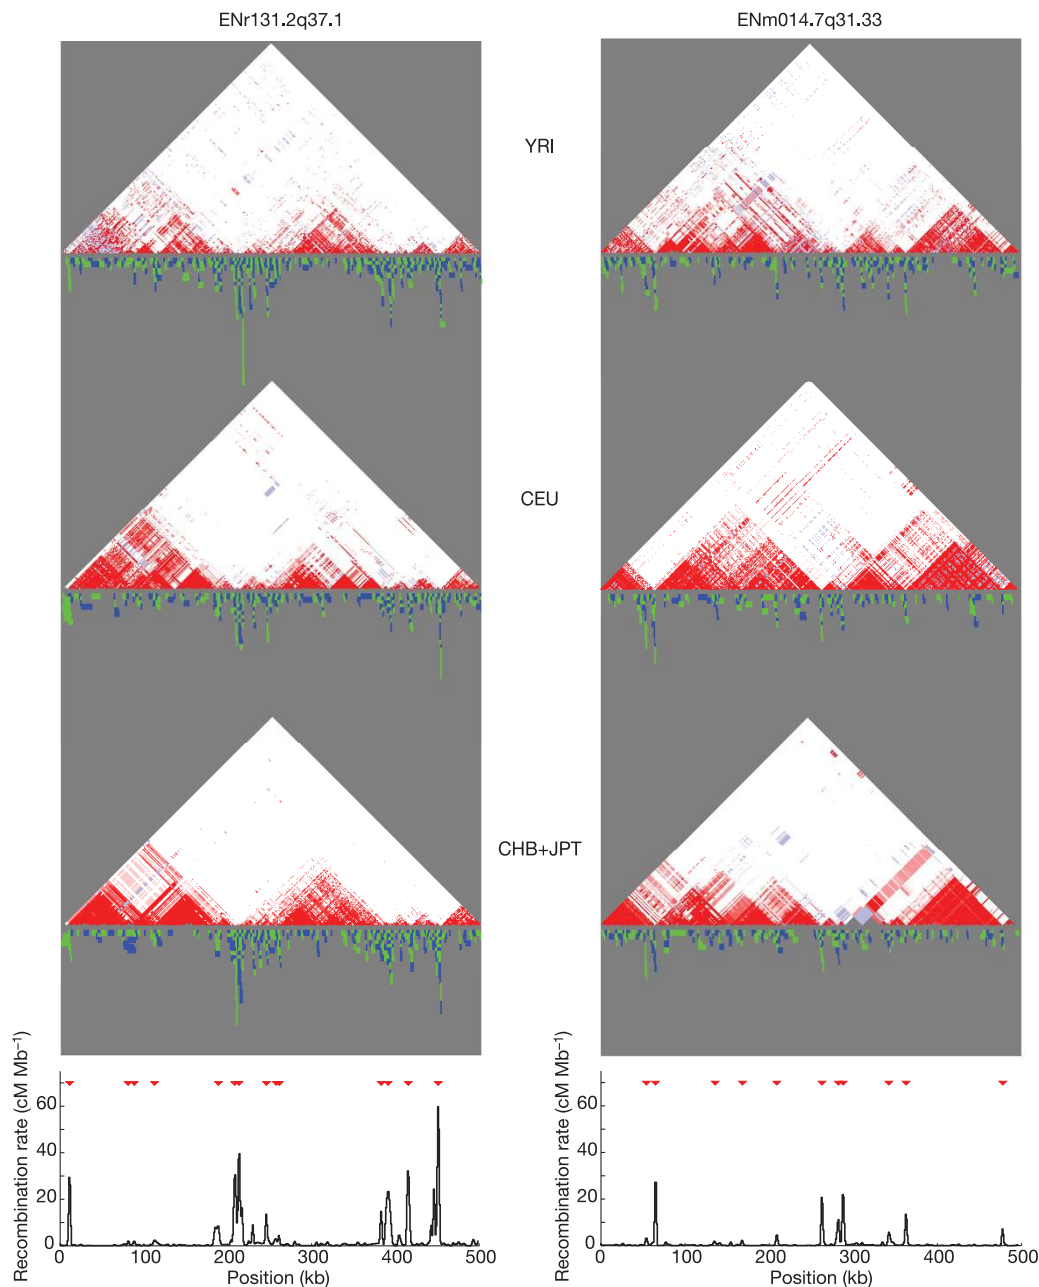 ENr131.2q37.1 ENm014.7q31.33
YRI
CEU
CHB+JPT
Recombination rate (cM Mb⁻¹)
60
40
20
0
0 100 200 300 400 500
Position (kb)
Recombination rate (cM Mb⁻¹)
60
40
20
0
0 100 200 300 400 500
Position (kb)